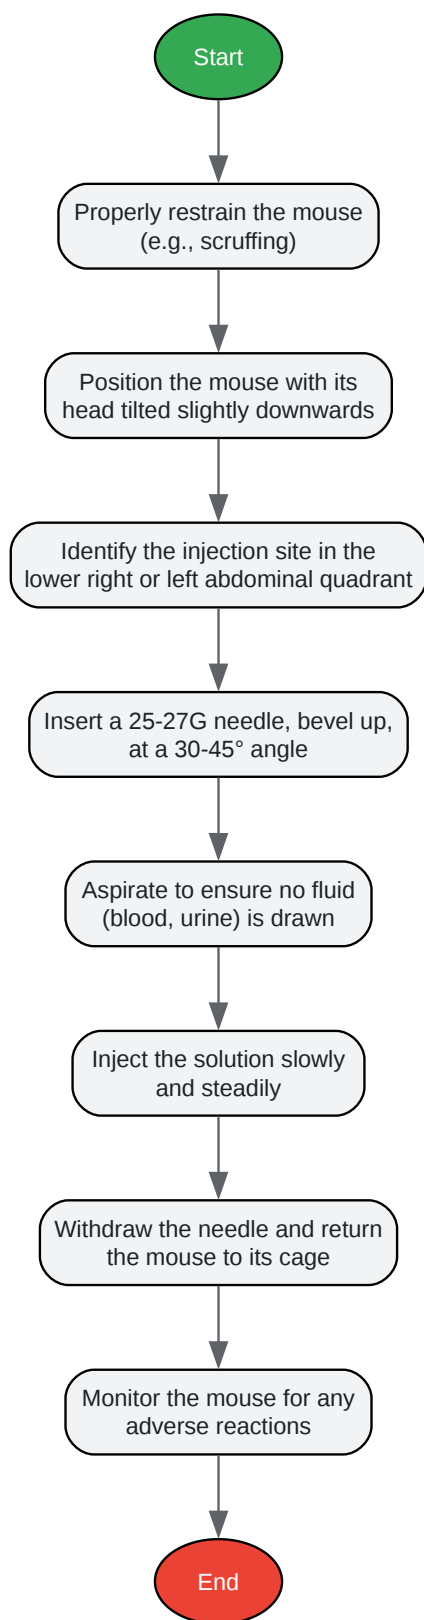 Start
Properly restrain the mouse
(e.g., scruffing)
Position the mouse with its
head tilted slightly downwards
Identify the injection site in the
lower right or left abdominal quadrant
Insert a 25-27G needle, bevel up,
at a 30-45° angle
Aspirate to ensure no fluid
(blood, urine) is drawn
Inject the solution slowly
and steadily
Withdraw the needle and return
the mouse to its cage
Monitor the mouse for any
adverse reactions
End